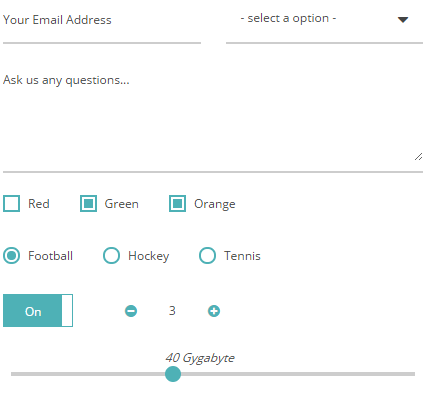 Your Email Address - select a option -
Ask us any questions...
Red Green Orange
Football Hockey Tennis
On 3
40 Gygabyte